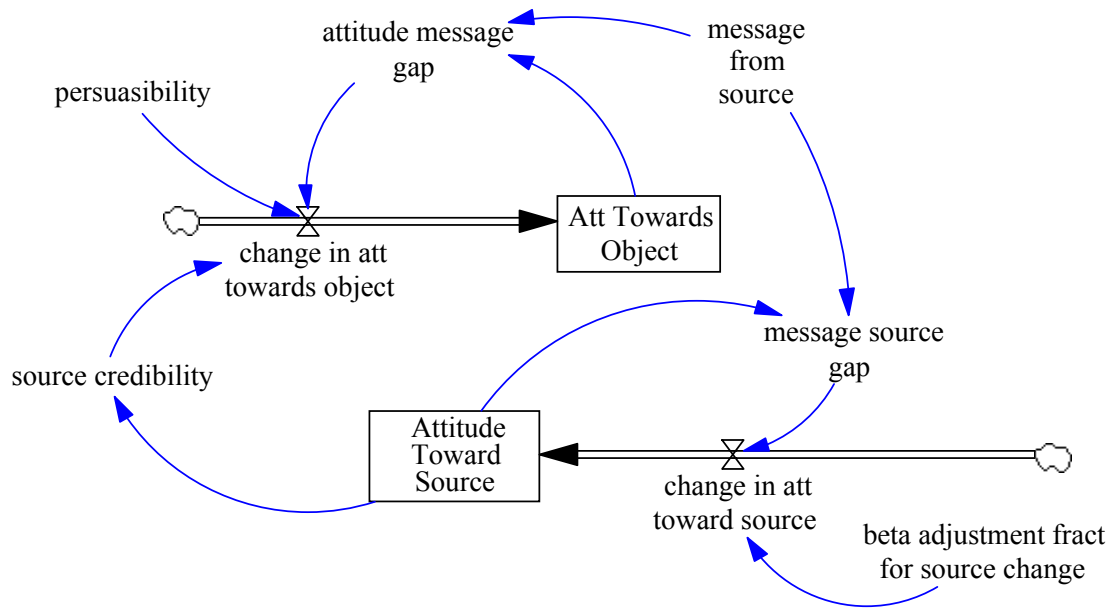 attitude message
gap
message
from
source
persuasibility
Att Towards
Object
change in att
towards object
message source
gap
source credibility
Attitude
Toward
Source
change in att
toward source
beta adjustment fract
for source change